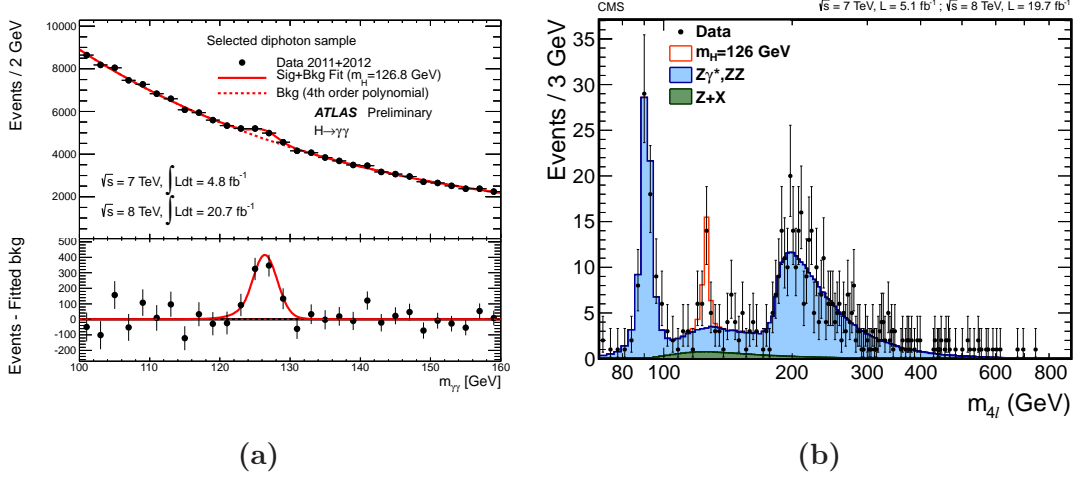 Events / 2 GeV
10000
8000
6000
4000
2000
Selected diphoton sample
Data 2011+2012
Sig+Bkg Fit (m_H=126.8 GeV)
Bkg (4th order polynomial)
ATLAS Preliminary
H→γγ
√s = 7 TeV, ∫Ldt = 4.8 fb⁻¹
√s = 8 TeV, ∫Ldt = 20.7 fb⁻¹
Events - Fitted bkg
500
400
300
200
100
0
-100
-200
100 110 120 130 140 150 160
m_γγ [GeV]
(a)
CMS √s = 7 TeV, L = 5.1 fb⁻¹ ; √s = 8 TeV, L = 19.7 fb⁻¹
Events / 3 GeV
35
30
25
20
15
10
5
0
Data
m_H=126 GeV
Zγ*,ZZ
Z+X
80 100 200 300 400 600 800
m_4l (GeV)
(b)